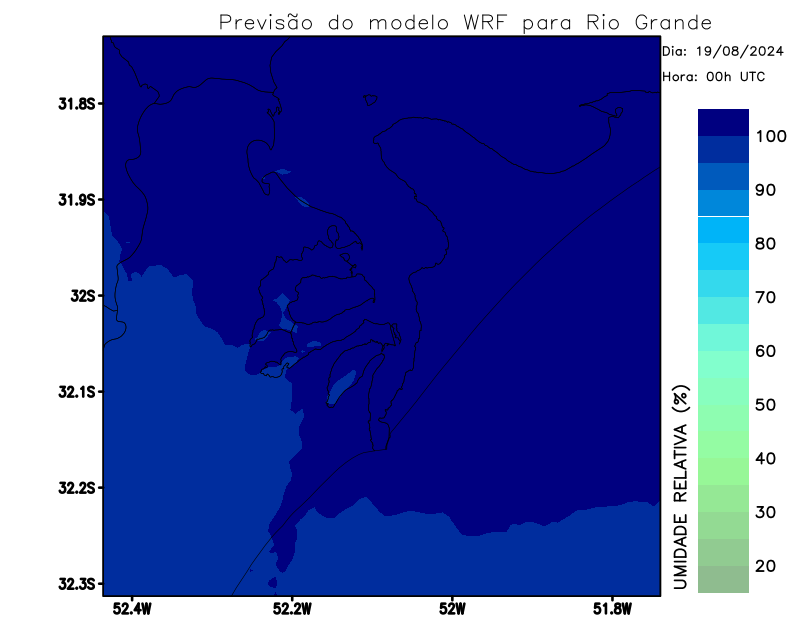 Previsão do modelo WRF para Rio Grande
Dia: 19/08/2024
Hora: 00h UTC
31.8S
31.9S
32S
32.1S
32.2S
32.3S
52.4W
52.2W
52W
51.8W
100
90
80
70
60
50
40
30
20
UMIDADE RELATIVA (%)